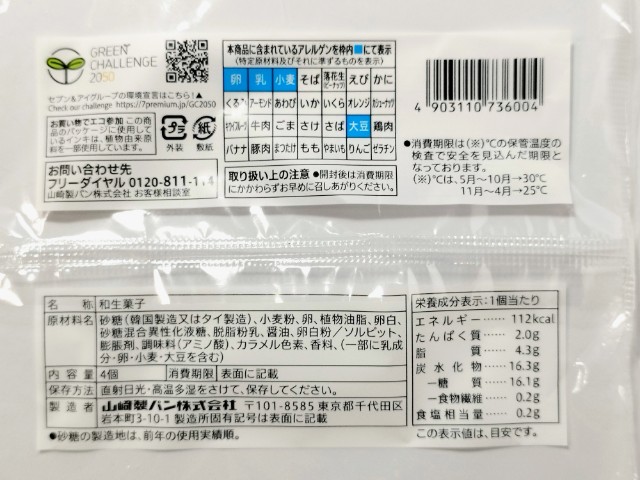 GREEN
CHALLENGE
2050
セブン&アイグループの環境宣言はこちら▲
Check our challenge https://7premium.jp/GC2050
お買い物でエコ参加 このパッケージに使用しているインキは、植物由来原料を一部使用しています。
プラ
外装
紙
敷紙
お問い合わせ先
フリーダイヤル 0120-811-114
山崎製パン株式会社 お客様相談室
本商品に含まれているアレルゲンを枠内■にて表示
(特定原材料及びそれに準ずるものを表示)
卵 乳 小麦 そば 落花生(ピーナッツ) えび かに
くるみ アーモンド あわび いか いくら オレンジ カシューナッツ
キウイフルーツ 牛肉 ごま さけ さば 大豆 鶏肉
バナナ 豚肉 まつたけ もも やまいも りんご ゼラチン
取り扱い上の注意 ●開封後は消費期限にかかわらずお早めに召しあがりください。
4 903110 736004
●消費期限は(※)℃の保管温度の
検査で安全を見込んだ期限と
なっております。
(※)℃は、5月~10月→30℃
11月~4月→25℃
名称 和生菓子
原材料名 砂糖(韓国製造又はタイ製造)、小麦粉、卵、植物油脂、卵白、
砂糖混合異性化液糖、脱脂粉乳、醤油、卵白粉/ソルビット、
膨脹剤、調味料(アミノ酸)、カラメル色素、香料、(一部に乳成
分・卵・小麦・大豆を含む)
内容量 4個 消費期限 表面に記載
保存方法 直射日光・高温多湿をさけて、保存してください。
製造者 山崎製パン株式会社 〒101-8585 東京都千代田区
岩本町3-10-1 製造所固有記号は表面に記載
●砂糖の製造地は、前年の使用実績順。
栄養成分表示:1個当たり
エネルギー 112kcal
たんぱく質 2.0g
脂質 4.3g
炭水化物 16.3g
-糖質 16.1g
-食物繊維 0.2g
食塩相当量 0.2g
この表示値は、目安です。